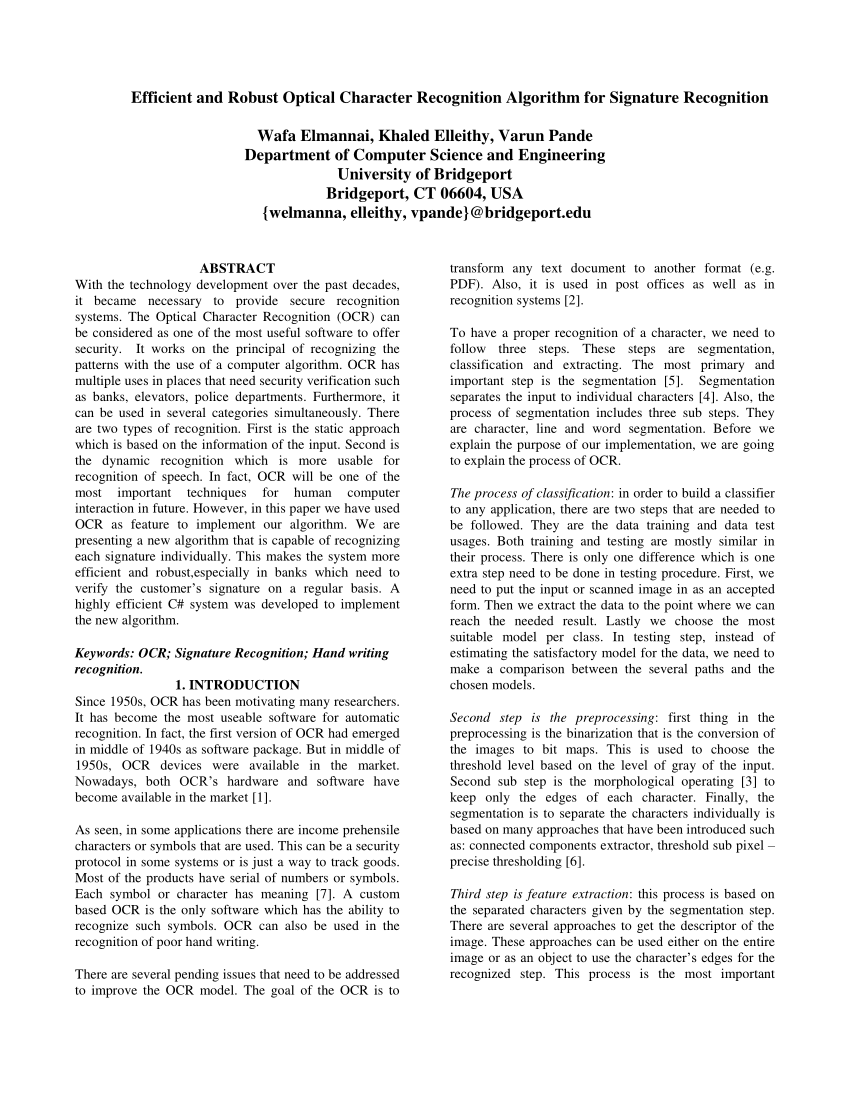 Efficient and Robust Optical Character Recognition Algorithm for Signature Recognition
Wafa Elmannai, Khaled Elleithy, Varun Pande
Department of Computer Science and Engineering
University of Bridgeport
Bridgeport, CT 06604, USA
{welmanna, elleithy, vpande}@bridgeport.edu
ABSTRACT
With the technology development over the past decades,
it became necessary to provide secure recognition
systems. The Optical Character Recognition (OCR) can
be considered as one of the most useful software to offer
security.  It works on the principal of recognizing the
patterns with the use of a computer algorithm. OCR has
multiple uses in places that need security verification such
as banks, elevators, police departments. Furthermore, it
can be used in several categories simultaneously. There
are two types of recognition. First is the static approach
which is based on the information of the input. Second is
the dynamic recognition which is more usable for
recognition of speech. In fact, OCR will be one of the
most important techniques for human computer
interaction in future. However, in this paper we have used
OCR as feature to implement our algorithm. We are
presenting a new algorithm that is capable of recognizing
each signature individually. This makes the system more
efficient and robust,especially in banks which need to
verify the customer's signature on a regular basis. A
highly efficient C# system was developed to implement
the new algorithm.
Keywords: OCR; Signature Recognition; Hand writing
recognition.
1. INTRODUCTION
Since 1950s, OCR has been motivating many researchers.
It has become the most useable software for automatic
recognition. In fact, the first version of OCR had emerged
in middle of 1940s as software package. But in middle of
1950s, OCR devices were available in the market.
Nowadays, both OCR's hardware and software have
become available in the market [1].
As seen, in some applications there are income prehensile
characters or symbols that are used. This can be a security
protocol in some systems or is just a way to track goods.
Most of the products have serial of numbers or symbols.
Each symbol or character has meaning [7]. A custom
based OCR is the only software which has the ability to
recognize such symbols. OCR can also be used in the
recognition of poor hand writing.
There are several pending issues that need to be addressed
to improve the OCR model. The goal of the OCR is to
transform any text document to another format (e.g.
PDF). Also, it is used in post offices as well as in
recognition systems [2].
To have a proper recognition of a character, we need to
follow three steps. These steps are segmentation,
classification and extracting. The most primary and
important step is the segmentation [5].  Segmentation
separates the input to individual characters [4]. Also, the
process of segmentation includes three sub steps. They
are character, line and word segmentation. Before we
explain the purpose of our implementation, we are going
to explain the process of OCR.
The process of classification: in order to build a classifier
to any application, there are two steps that are needed to
be followed. They are the data training and data test
usages. Both training and testing are mostly similar in
their process. There is only one difference which is one
extra step need to be done in testing procedure. First, we
need to put the input or scanned image in as an accepted
form. Then we extract the data to the point where we can
reach the needed result. Lastly we choose the most
suitable model per class. In testing step, instead of
estimating the satisfactory model for the data, we need to
make a comparison between the several paths and the
chosen models.
Second step is the preprocessing: first thing in the
preprocessing is the binarization that is the conversion of
the images to bit maps. This is used to choose the
threshold level based on the level of gray of the input.
Second sub step is the morphological operating [3] to
keep only the edges of each character. Finally, the
segmentation is to separate the characters individually is
based on many approaches that have been introduced such
as: connected components extractor, threshold sub pixel –
precise thresholding [6].
Third step is feature extraction: this process is based on
the separated characters given by the segmentation step.
There are several approaches to get the descriptor of the
image. These approaches can be used either on the entire
image or as an object to use the character's edges for the
recognized step. This process is the most important